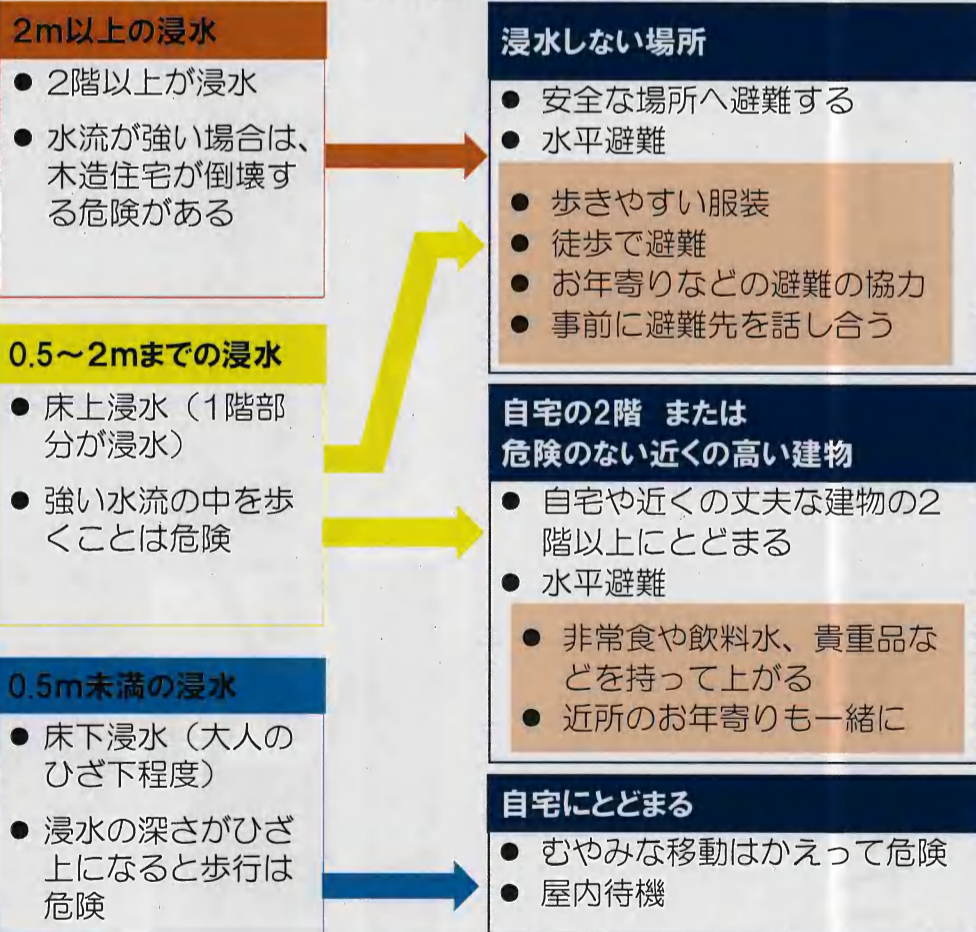 2m以上の浸水
● 2階以上が浸水
● 水流が強い場合は、
木造住宅が倒壊す
る危険がある
0.5～2mまでの浸水
● 床上浸水（1階部
分が浸水）
● 強い水流の中を歩
くことは危険
0.5m未満の浸水
● 床下浸水（大人の
ひざ下程度）
● 浸水の深さがひざ
上になると歩行は
危険
浸水しない場所
● 安全な場所へ避難する
● 水平避難
● 歩きやすい服装
● 徒歩で避難
● お年寄りなどの避難の協力
● 事前に避難先を話し合う
自宅の2階 または
危険のない近くの高い建物
● 自宅や近くの丈夫な建物の2
階以上にとどまる
● 水平避難
● 非常食や飲料水、貴重品な
どを持って上がる
● 近所のお年寄りも一緒に
自宅にとどまる
● むやみな移動はかえって危険
● 屋内待機